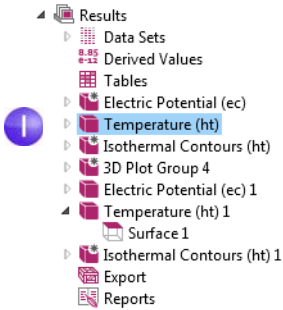 Results
Data Sets
8.85
e-12 Derived Values
Tables
Electric Potential (ec)
Temperature (ht)
Isothermal Contours (ht)
3D Plot Group 4
Electric Potential (ec) 1
Temperature (ht) 1
Surface 1
Isothermal Contours (ht) 1
Export
Reports